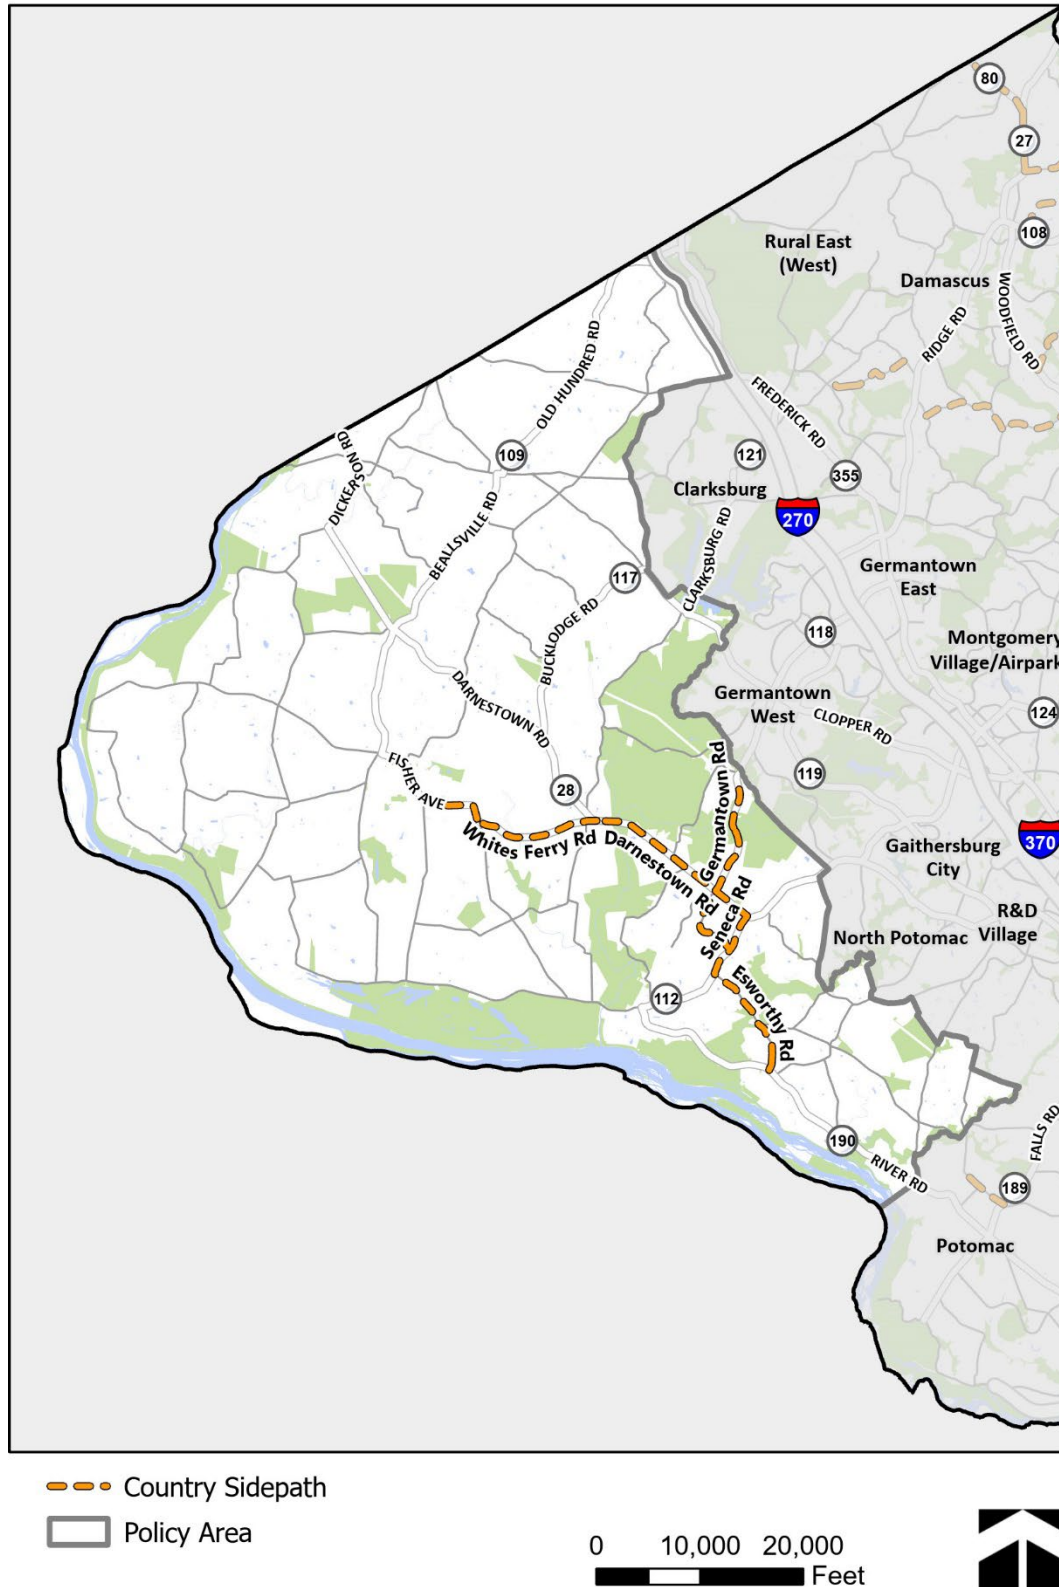 80
27
108
Rural East
(West)
Damascus
WOODFIELD RD
RIDGE RD
OLD HUNDRED RD
FREDERICK RD
DICKERSON RD
109
121
355
Clarksburg
270
BEALLSVILLE RD
CLARKSBURG RD
117
Germantown
East
BUCKLODGE RD
118
Montgomery
Village/Airpark
DARNESTOWN RD
Germantown
West
124
CLOPPER RD
FISHER AVE
28
119
Germantown Rd
Whites Ferry Rd
Darnestown Rd
Gaithersburg
City
370
Seneca Rd
R&D
Village
North Potomac
Esworthy Rd
112
190
RIVER RD
FALLS RD
189
Potomac
Country Sidepath
Policy Area
0 10,000 20,000
Feet